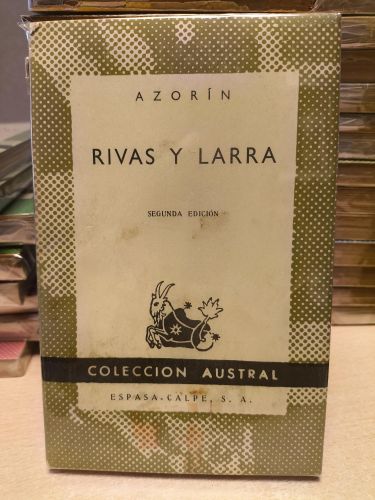 AZORÍN
RIVAS Y LARRA
SEGUNDA EDICIÓN
COLECCION AUSTRAL
ESPASA-CALPE, S. A.